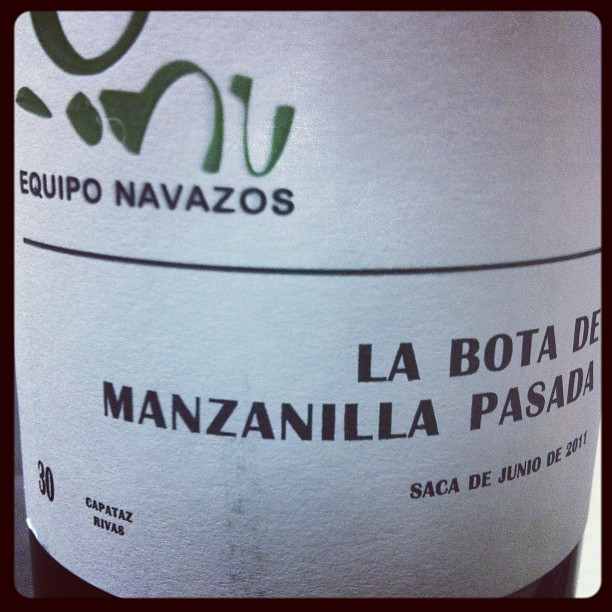 EQUIPO NAVAZOS
LA BOTA DE
MANZANILLA PASADA
SACA DE JUNIO DE 2011
30
CAPATAZ
RIVAS